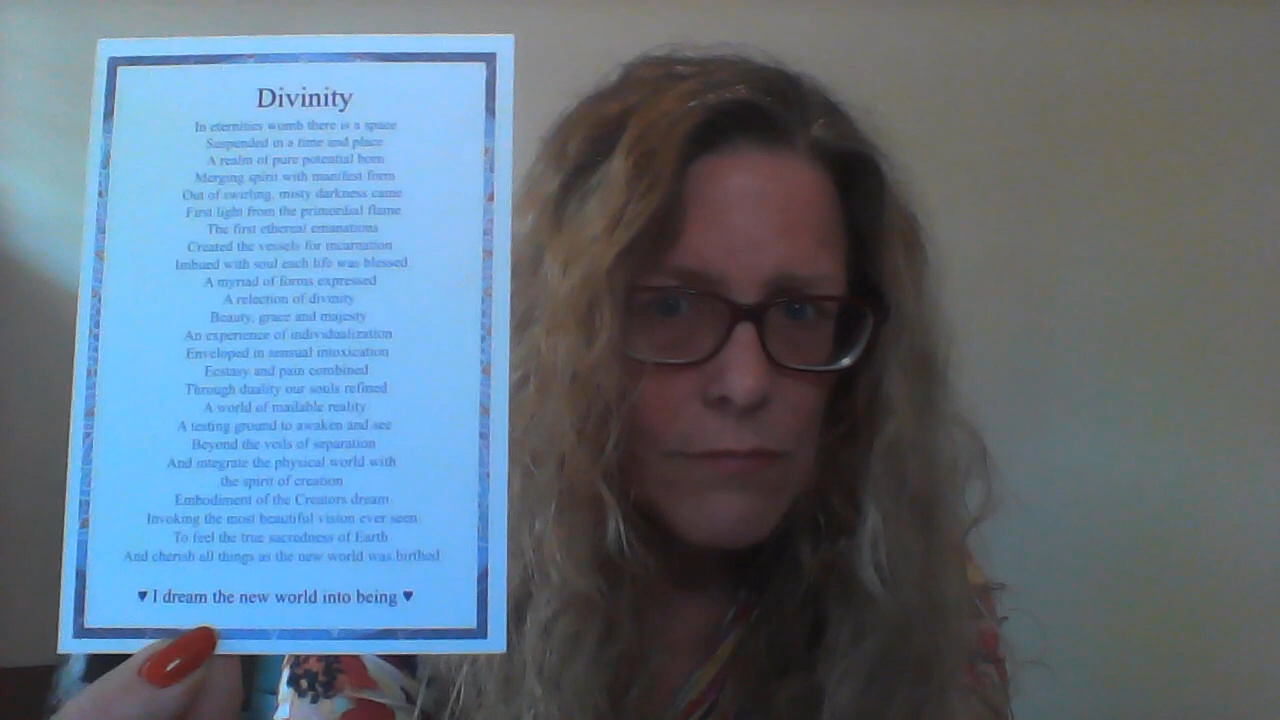 Divinity
In eternities womb there is a space
Suspended in a time and place
A realm of pure potential born
Merging spirit with manifest form
Out of swirling, misty darkness came
First light from the primordial flame
The first ethereal emanations
Created the vessels for incarnation
Imbued with soul each life was blessed
A myriad of forms expressed
A relection of divinity
Beauty, grace and majesty
An experience of individualization
Enveloped in sensual intoxication
Ecstasy and pain combined
Through duality our souls refined
A world of mailable reality
A testing ground to awaken and see
Beyond the veils of separation
And integrate the physical world with
the spirit of creation
Embodiment of the Creators dream
Invoking the most beautiful vision ever seen
To feel the true sacredness of Earth
And cherish all things as the new world was birthed
♥ I dream the new world into being ♥